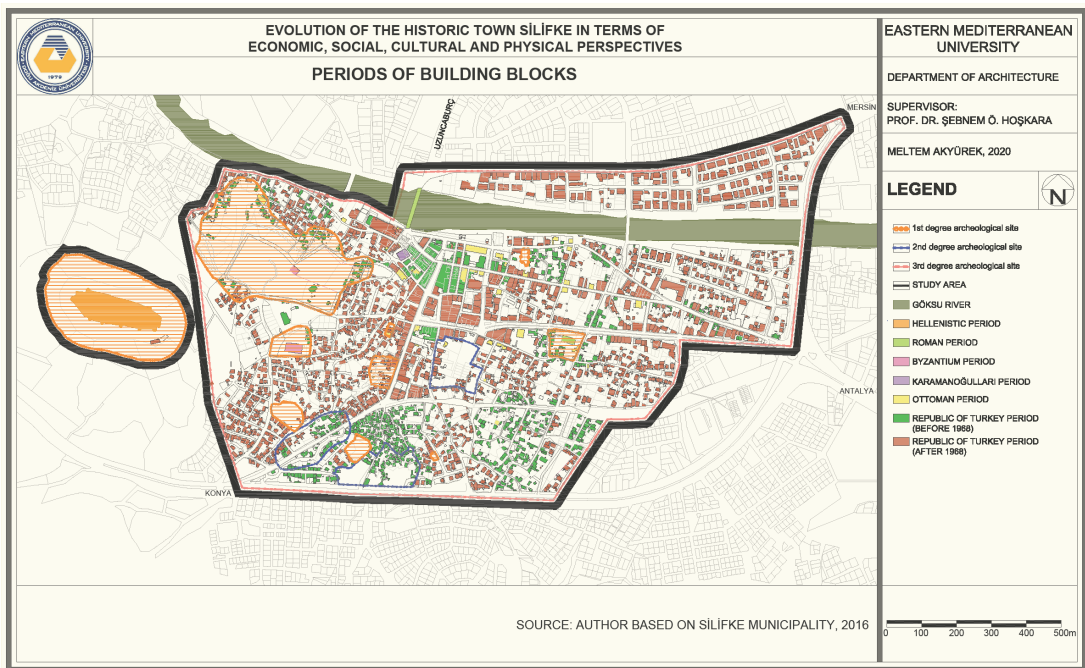 EVOLUTION OF THE HISTORIC TOWN SİLİFKE IN TERMS OF
ECONOMIC, SOCIAL, CULTURAL AND PHYSICAL PERSPECTIVES
PERIODS OF BUILDING BLOCKS
EASTERN MEDITERRANEAN
UNIVERSITY
DEPARTMENT OF ARCHITECTURE
SUPERVISOR:
PROF. DR. ŞEBNEM Ö. HOŞKARA
MELTEM AKYÜREK, 2020
LEGEND
N
1st degree archeological site
2nd degree archeological site
3rd degree archeological site
STUDY AREA
GÖKSU RIVER
HELLENISTIC PERIOD
ROMAN PERIOD
BYZANTIUM PERIOD
KARAMANOĞULLARI PERIOD
OTTOMAN PERIOD
REPUBLIC OF TURKEY PERIOD
(BEFORE 1968)
REPUBLIC OF TURKEY PERIOD
(AFTER 1968)
UZUNCABURÇ
MERSİN
ANTALYA
KONYA
1979
SOURCE: AUTHOR BASED ON SİLİFKE MUNICIPALITY, 2016
0 100 200 300 400 500m